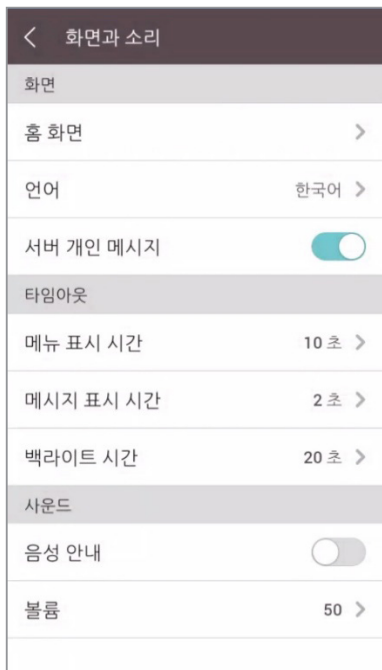 화면과 소리
화면
홈 화면
언어 한국어
서버 개인 메시지
타임아웃
메뉴 표시 시간 10 초
메시지 표시 시간 2 초
백라이트 시간 20 초
사운드
음성 안내
볼륨 50